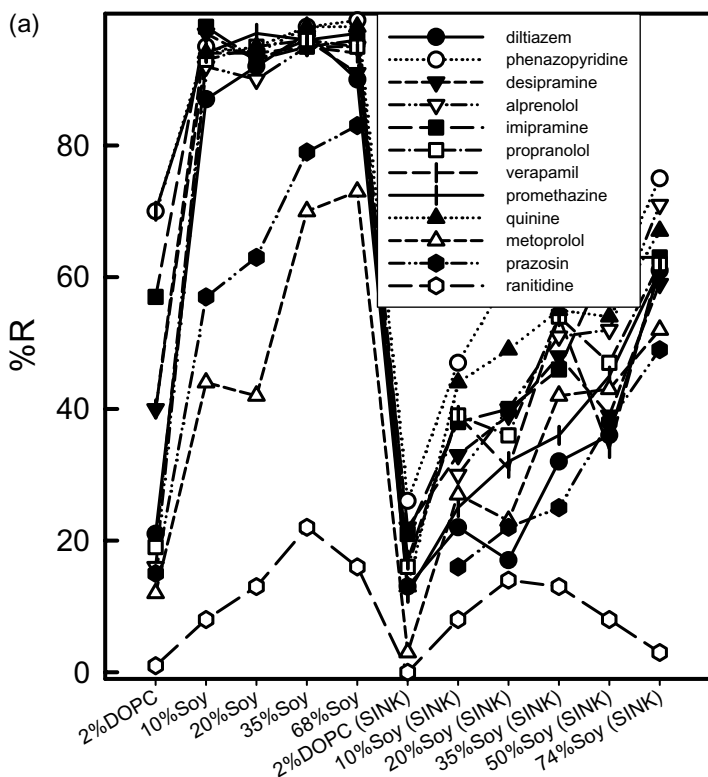 (a)
%R
80
60
40
20
0
diltiazem
phenazopyridine
desipramine
alprenolol
imipramine
propranolol
verapamil
promethazine
quinine
metoprolol
prazosin
ranitidine
2%DOPC
10%Soy
20%Soy
35%Soy
68%Soy
2%DOPC (SINK)
10%Soy (SINK)
20%Soy (SINK)
35%Soy (SINK)
50%Soy (SINK)
74%Soy (SINK)